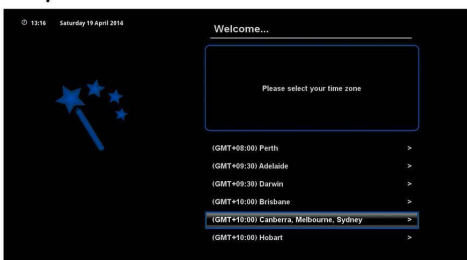 13:16 Saturday 19 April 2014
Welcome...
Please select your time zone
(GMT+08:00) Perth >
(GMT+09:30) Adelaide >
(GMT+09:30) Darwin >
(GMT+10:00) Brisbane >
(GMT+10:00) Canberra, Melbourne, Sydney >
(GMT+10:00) Hobart >